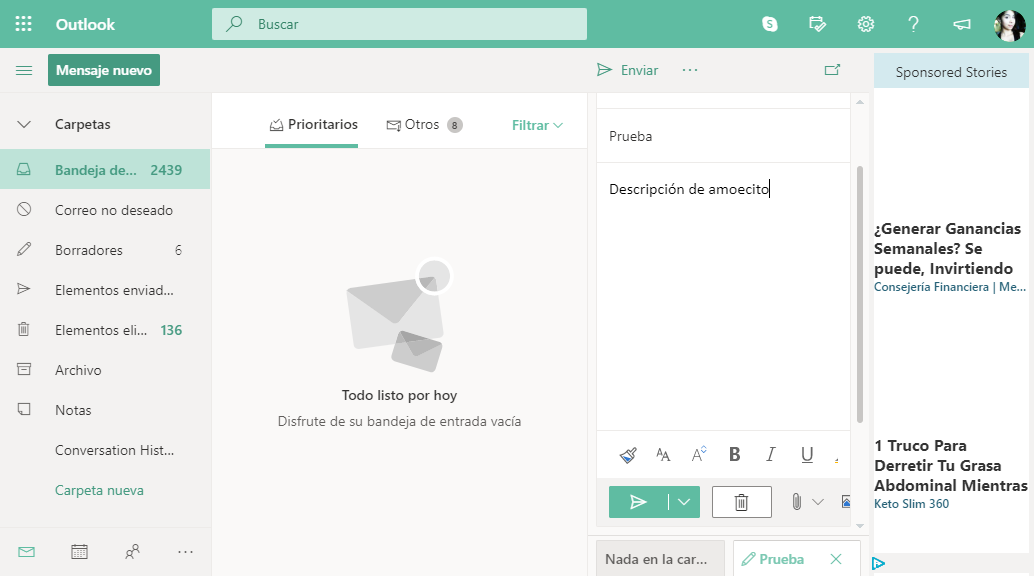 Outlook
Buscar
?
Mensaje nuevo
Enviar
...
Sponsored Stories
Carpetas
Prioritarios
Otros 8
Filtrar
Prueba
Bandeja de... 2439
Descripción de amoecito
Correo no deseado
¿Generar Ganancias
Semanales? Se
puede, Invirtiendo
Consejería Financiera | Me...
Borradores 6
Elementos enviad...
Elementos eli... 136
Archivo
Todo listo por hoy
Disfrute de su bandeja de entrada vacía
Notas
Conversation Hist...
Carpeta nueva
1 Truco Para
Derretir Tu Grasa
Abdominal Mientras
Keto Slim 360
AA A B I U
...
Nada en la car...
Prueba